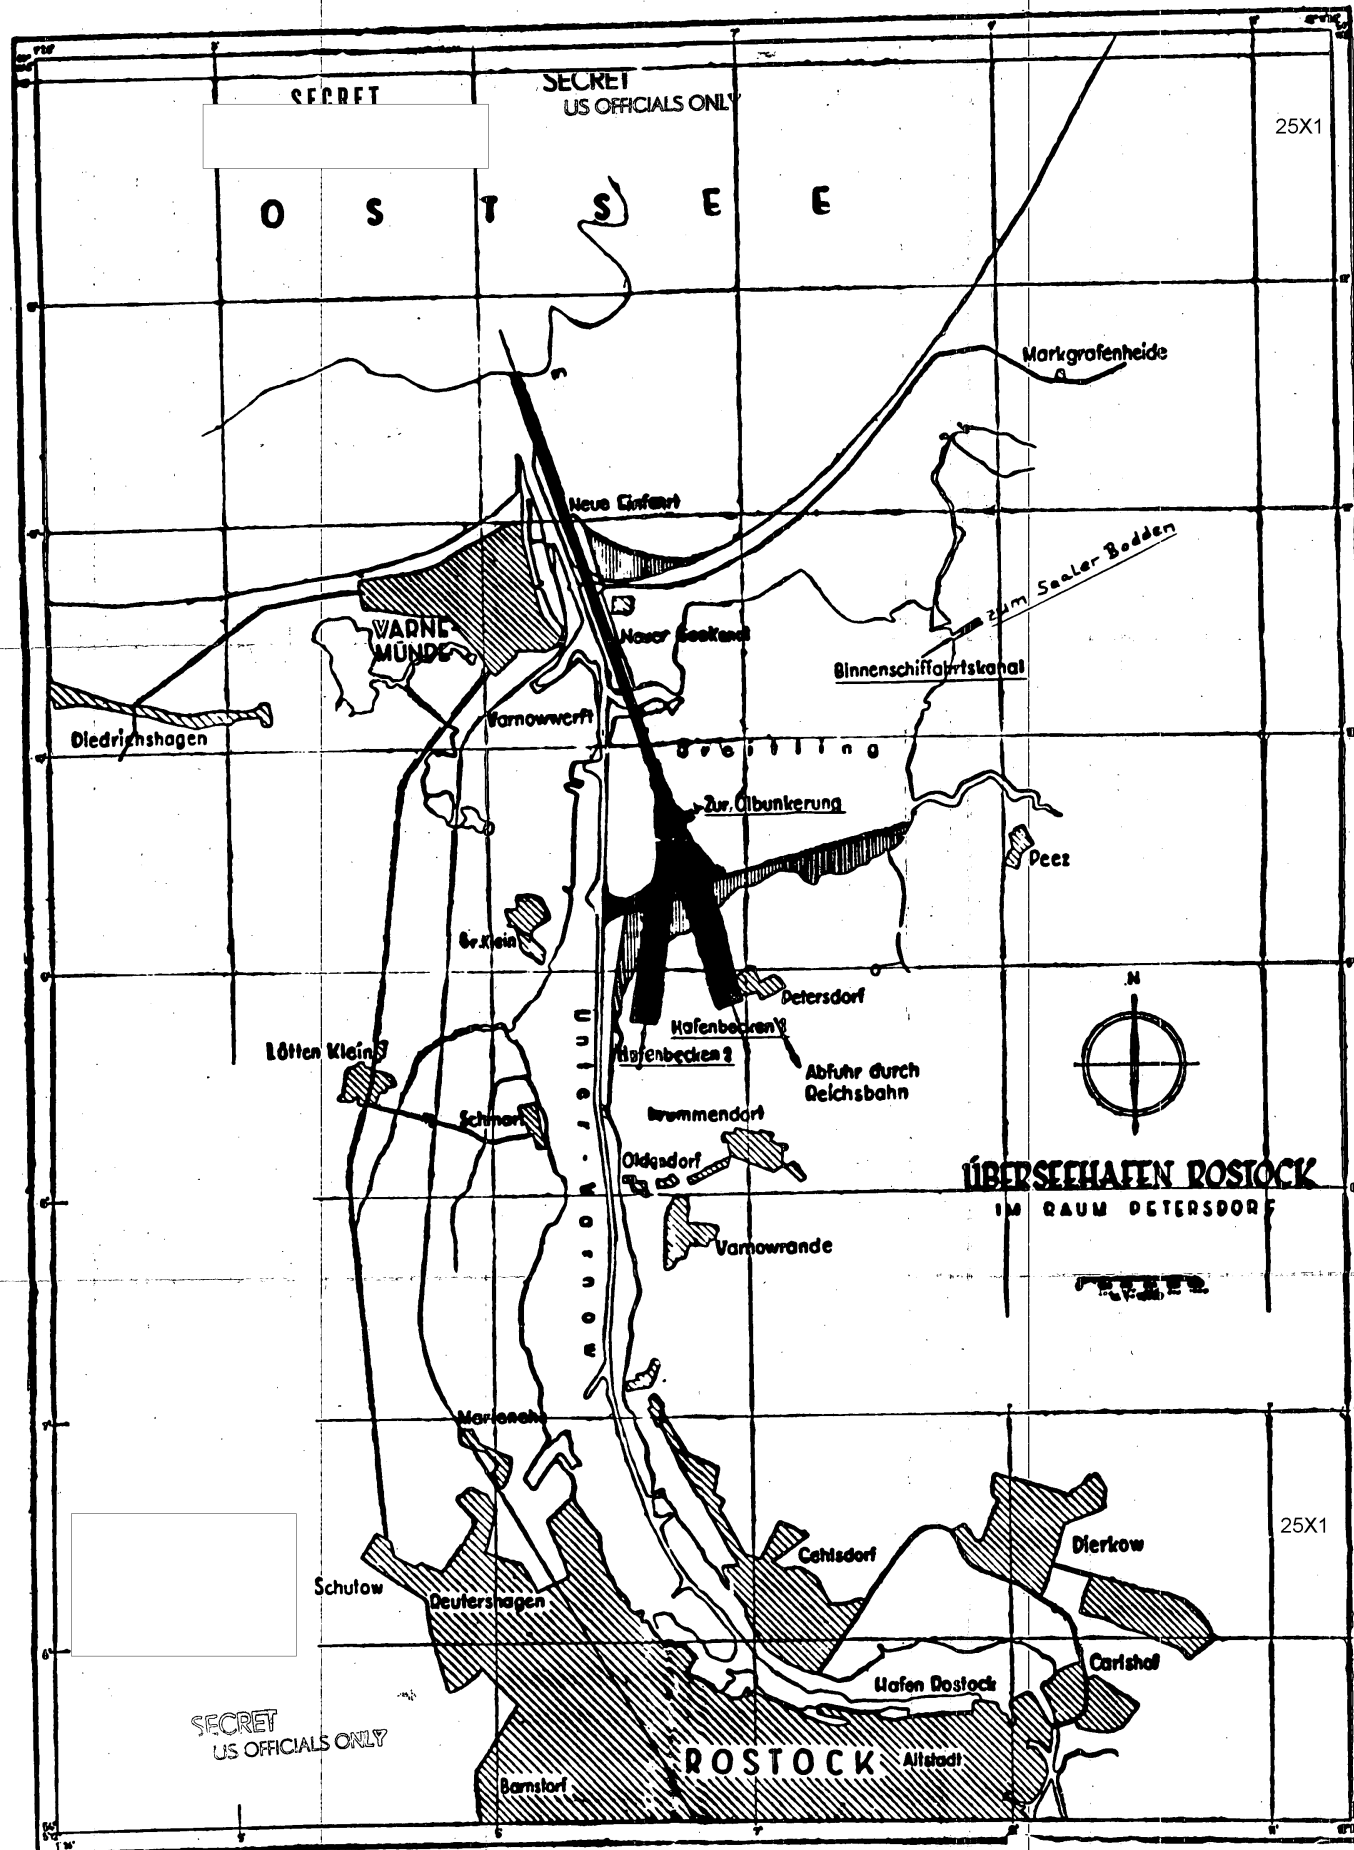 SECRET
SECRET
US OFFICIALS ONLY
25X1
O S T S E E
Markgrafenheide
Neue Einfahrt
zum Saaler Bodden
WARNE-
MÜNDE
Neuer Seekanal
Binnenschiffahrtskanal
Warnowwerft
Diedrichshagen
Breitling
Zur Ölbunkerung
Peez
Gr. Klein
Petersdorf
Hafenbecken 1
Hafenbecken 2
Lütten Klein
Abfuhr durch
Reichsbahn
N
Schmarl
Krummendorf
Oldendorf
Unter-Warnow
ÜBERSEEHAFEN ROSTOCK
IM RAUM PETERSDORF
Warnowrande
Marienehe
25X1
Dierkow
Gehlsdorf
Schutow
Reutershagen
Carlshof
Hafen Rostock
SECRET
US OFFICIALS ONLY
ROSTOCK
Altstadt
Barnstorf